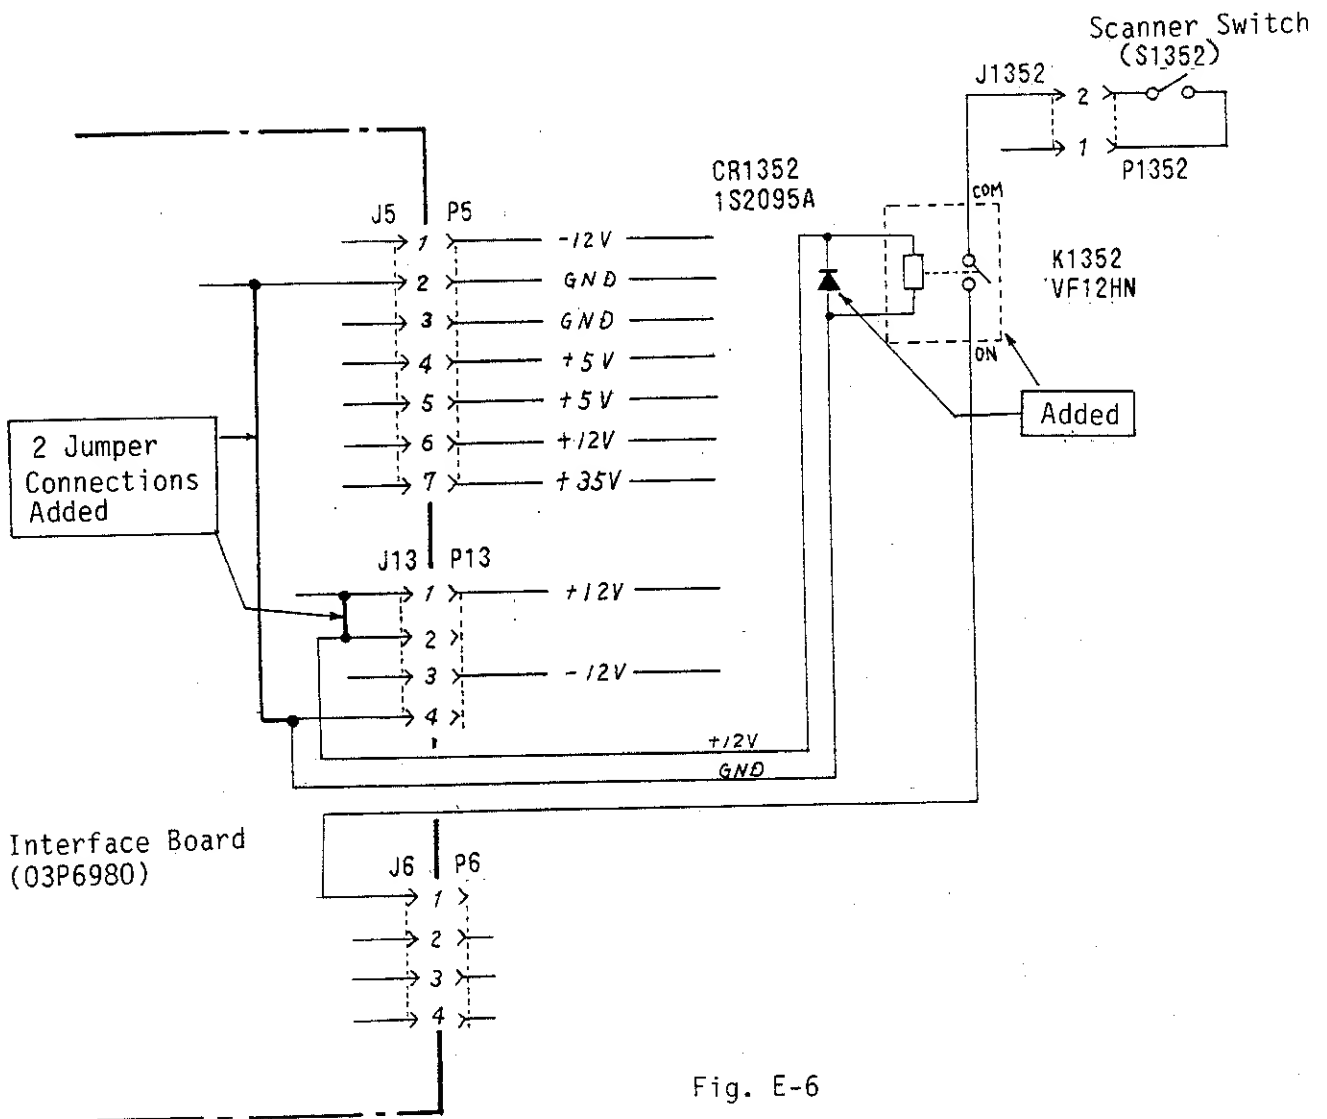 Scanner Switch
(S1352)
J1352
2
1
P1352
CR1352
1S2095A
COM
K1352
VF12HN
ON
Added
J5 P5
1 -12V
2 GND
3 GND
4 +5V
5 +5V
6 +12V
7 +35V
2 Jumper
Connections
Added
J13 P13
1 +12V
2
3 -12V
4
+12V
GND
Interface Board
(03P6980)
J6 P6
1
2
3
4
Fig. E-6